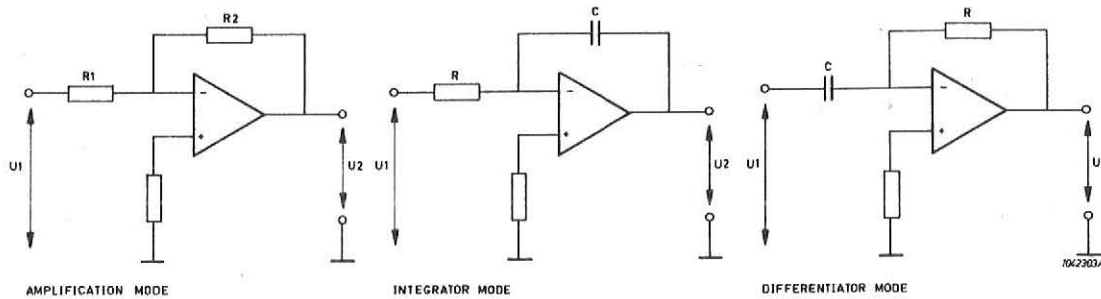 R2
R1
−
+
U1
U2
AMPLIFICATION MODE
C
R
−
+
U1
U2
INTEGRATOR MODE
R
C
−
+
U1
U
1042303A
DIFFERENTIATOR MODE